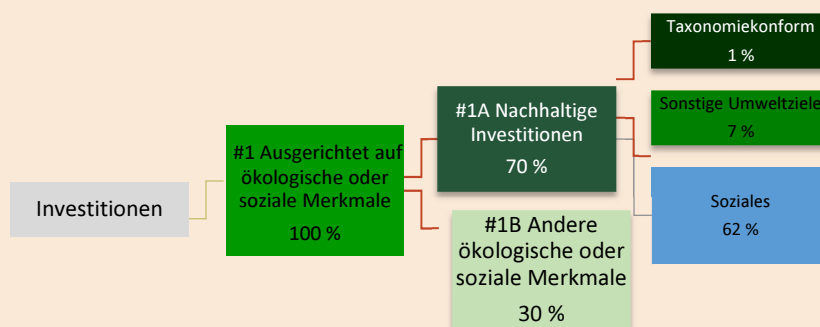 Investitionen
#1 Ausgerichtet auf
ökologische oder
soziale Merkmale
100 %
#1A Nachhaltige
Investitionen
70 %
#1B Andere
ökologische oder
soziale Merkmale
30 %
Taxonomiekonform
1 %
Sonstige Umweltziele
7 %
Soziales
62 %